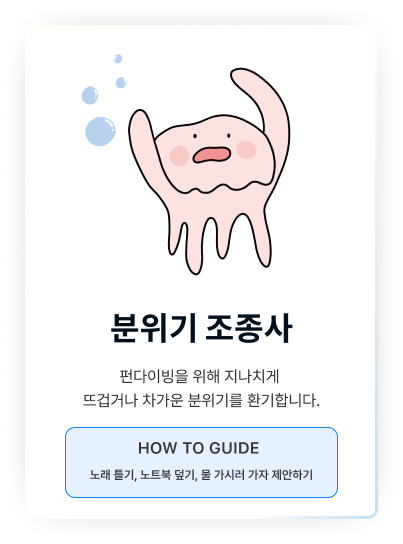 분위기 조종사
펀다이빙을 위해 지나치게
뜨겁거나 차가운 분위기를 환기합니다.
HOW TO GUIDE
노래 틀기, 노트북 덮기, 물 가시러 가자 제안하기